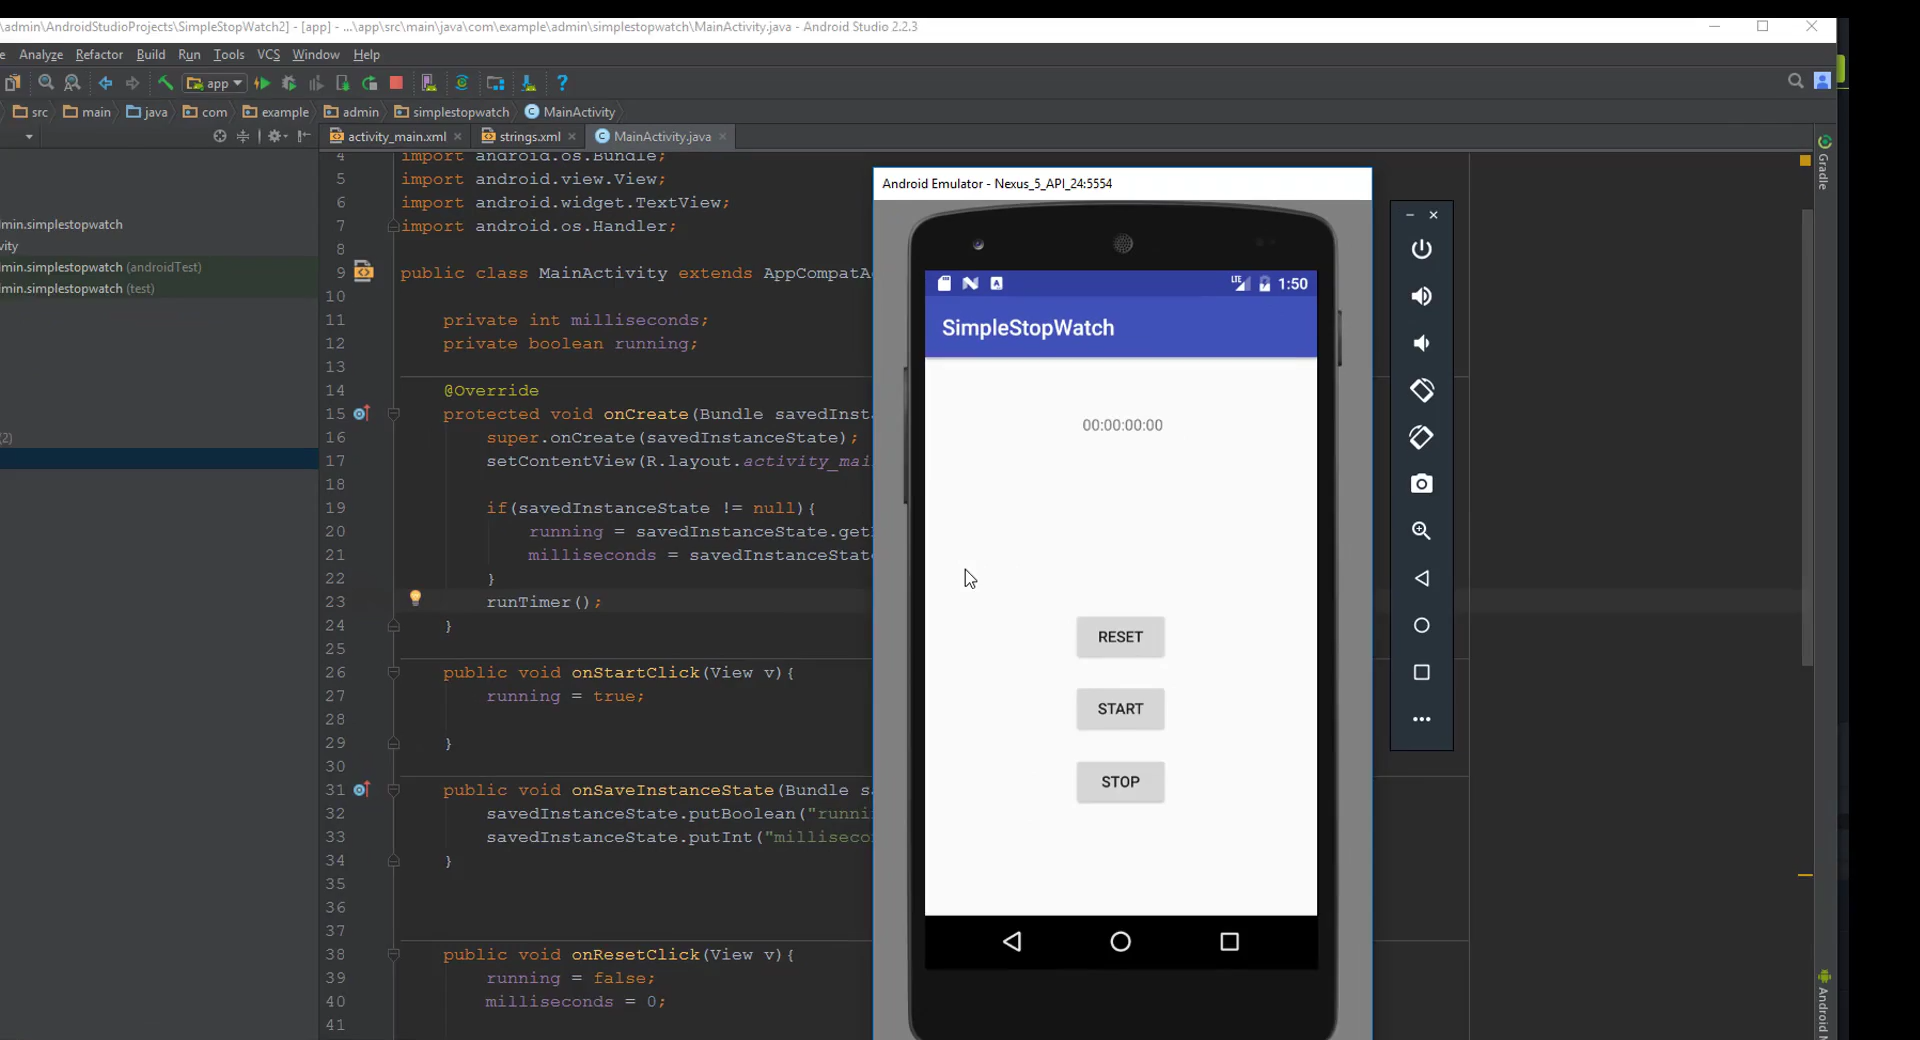 \admin\AndroidStudioProjects\SimpleStopWatch2] - [app] - ...\app\src\main\java\com\example\admin\simplestopwatch\MainActivity.java - Android Studio 2.2.3
Analyze Refactor Build Run Tools VCS Window Help
app
src main java com example admin simplestopwatch MainActivity
activity_main.xml strings.xml MainActivity.java
Gradle
min.simplestopwatch
vity
min.simplestopwatch (androidTest)
min.simplestopwatch (test)
(2)
4 import android.os.Bundle;
5 import android.view.View;
6 import android.widget.TextView;
7 import android.os.Handler;
8
9 public class MainActivity extends AppCompatAc
10
11 private int milliseconds;
12 private boolean running;
13
14 @Override
15 protected void onCreate(Bundle savedInsta
16 super.onCreate(savedInstanceState);
17 setContentView(R.layout.activity_mai
18
19 if(savedInstanceState != null){
20 running = savedInstanceState.get
21 milliseconds = savedInstanceState
22 }
23 runTimer();
24 }
25
26 public void onStartClick(View v){
27 running = true;
28
29 }
30
31 public void onSaveInstanceState(Bundle sa
32 savedInstanceState.putBoolean("runni
33 savedInstanceState.putInt("millisecon
34 }
35
36
37
38 public void onResetClick(View v){
39 running = false;
40 milliseconds = 0;
41
Android Emulator - Nexus_5_API_24:5554
LTE 1:50
SimpleStopWatch
00:00:00:00
RESET
START
STOP
Android M